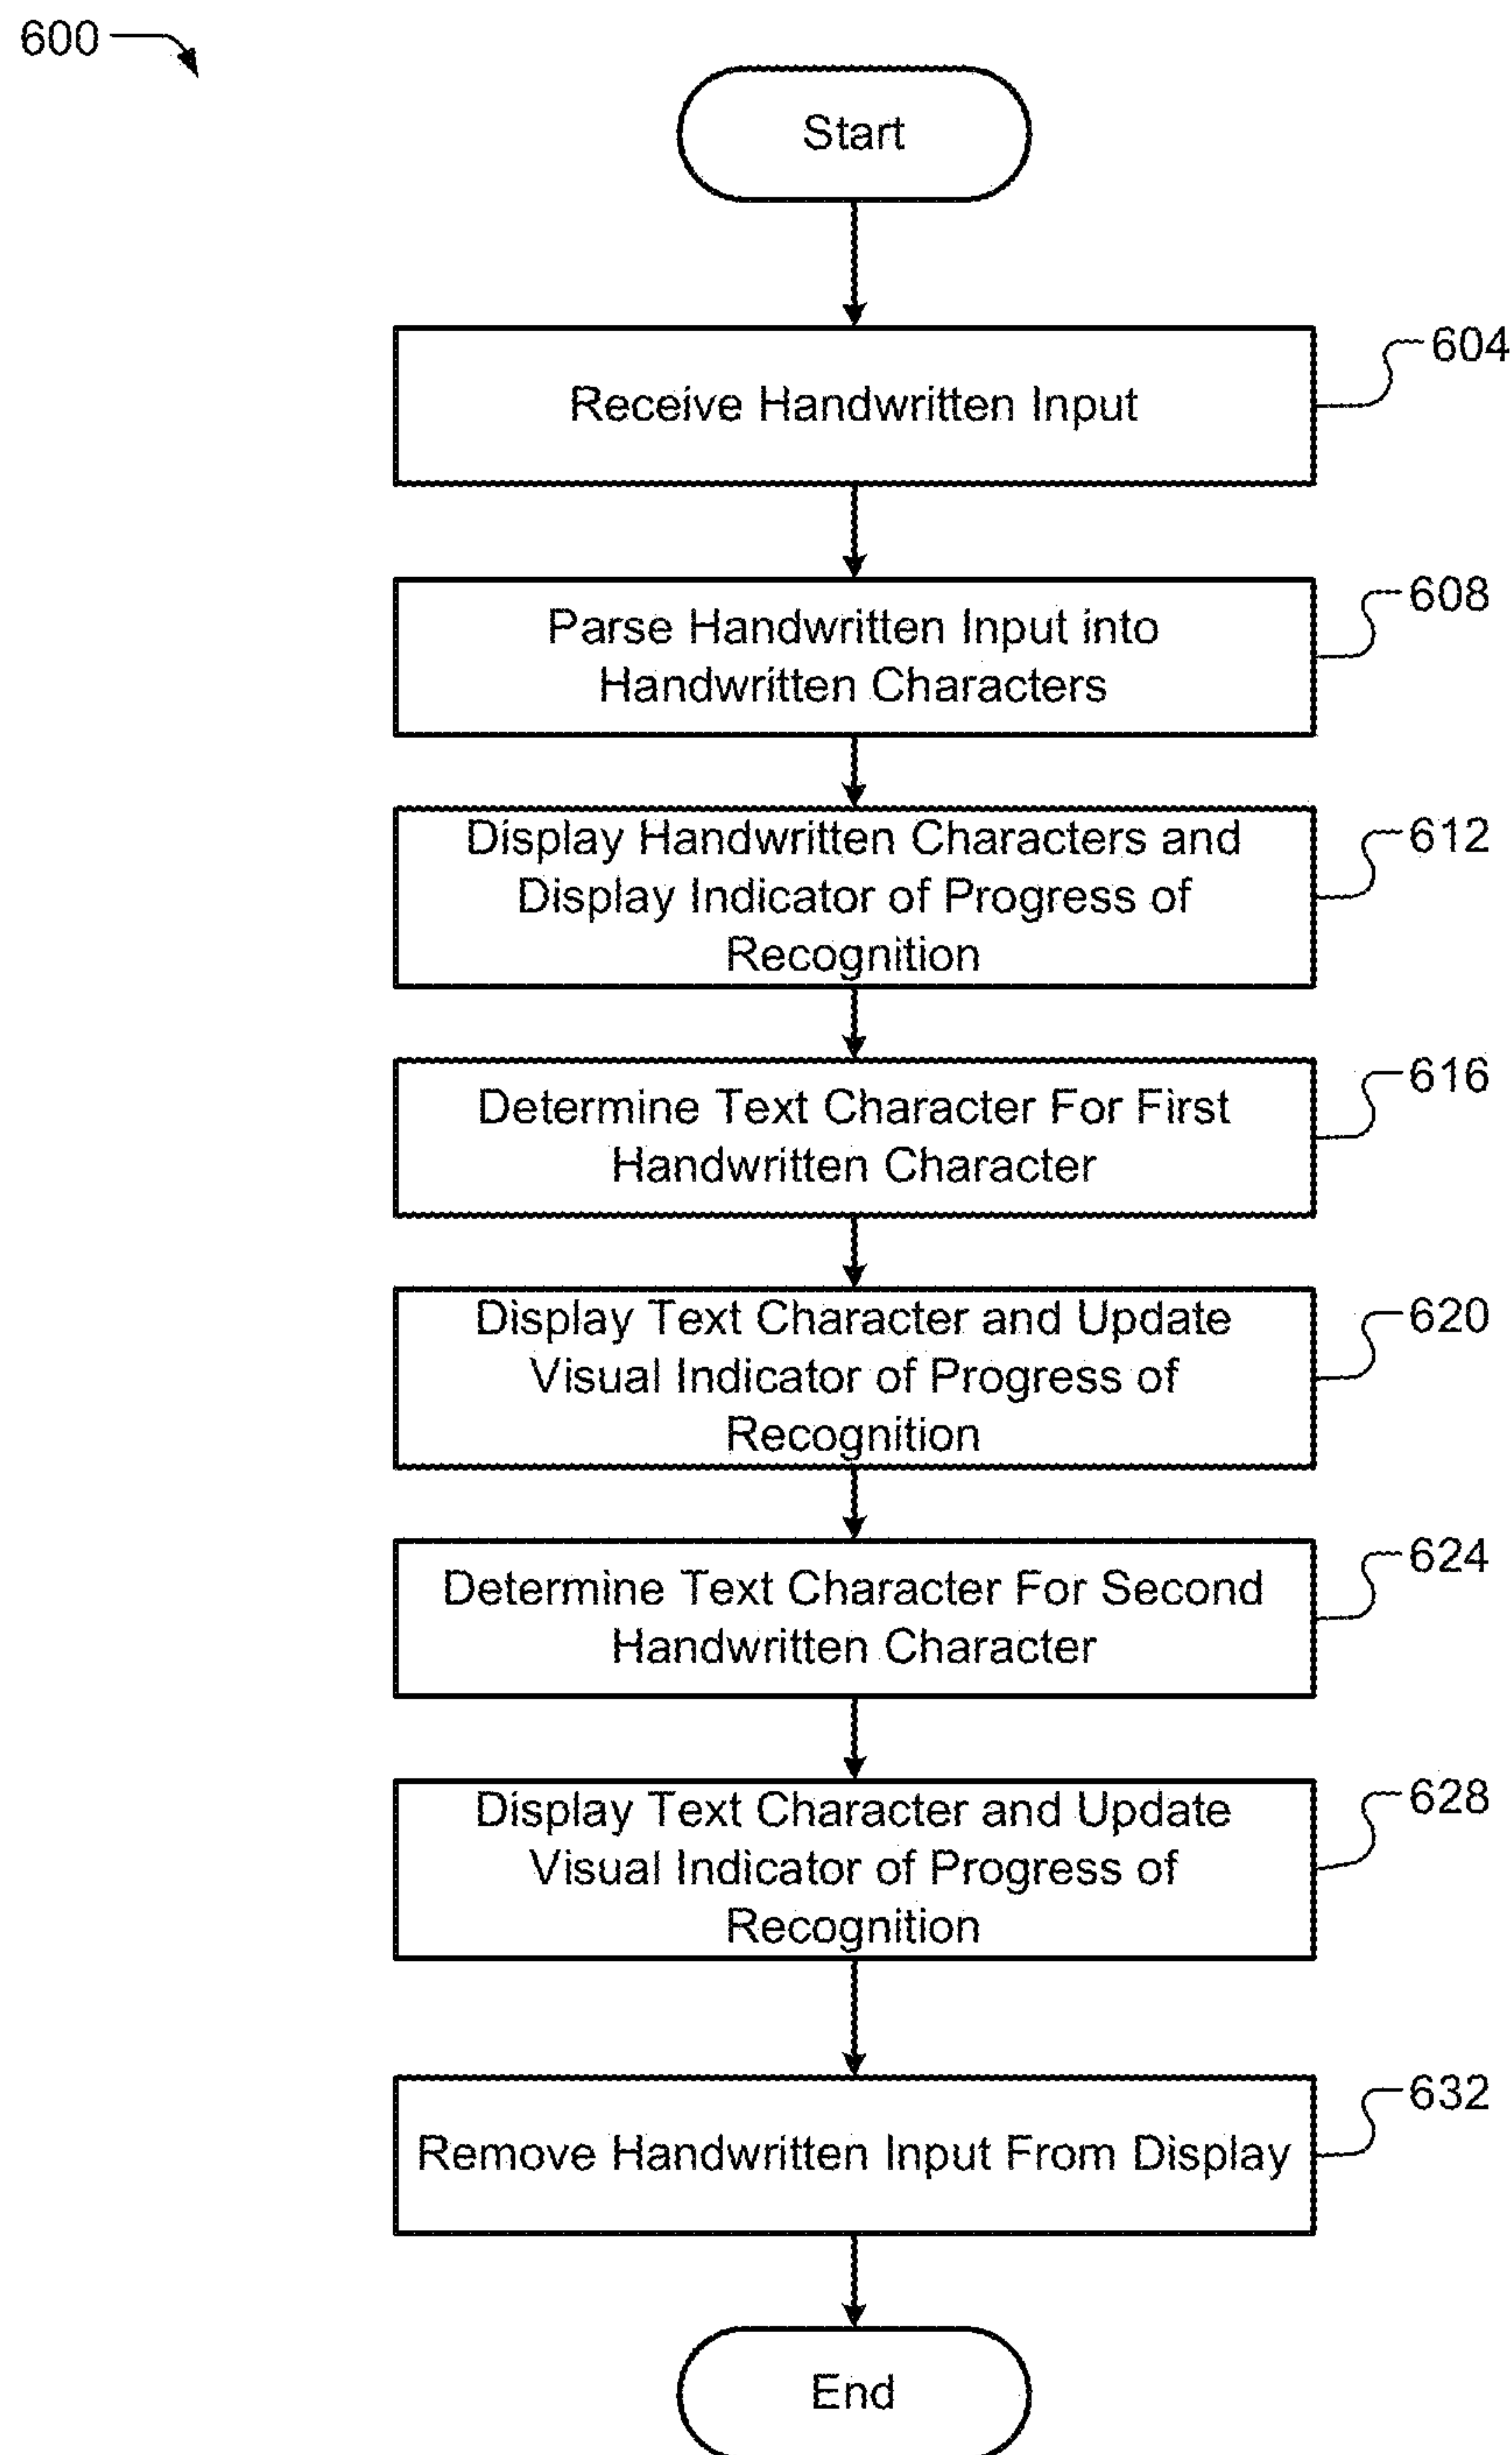 600
Start
Receive Handwritten Input
604
Parse Handwritten Input into
Handwritten Characters
608
Display Handwritten Characters and
Display Indicator of Progress of
Recognition
612
Determine Text Character For First
Handwritten Character
616
Display Text Character and Update
Visual Indicator of Progress of
Recognition
620
Determine Text Character For Second
Handwritten Character
624
Display Text Character and Update
Visual Indicator of Progress of
Recognition
628
Remove Handwritten Input From Display
632
End